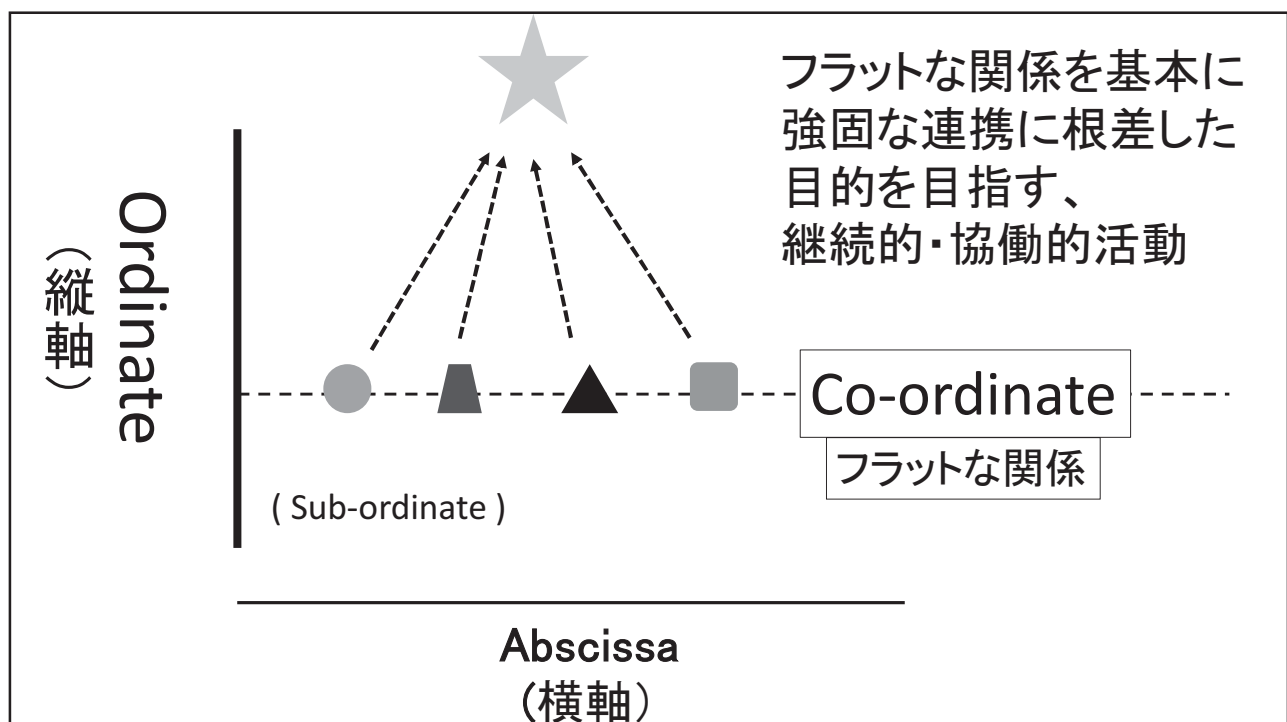 フラットな関係を基本に
強固な連携に根差した
目的を目指す、
継続的・協働的活動
Ordinate
（縦軸）
Co-ordinate
フラットな関係
( Sub-ordinate )
Abscissa
（横軸）